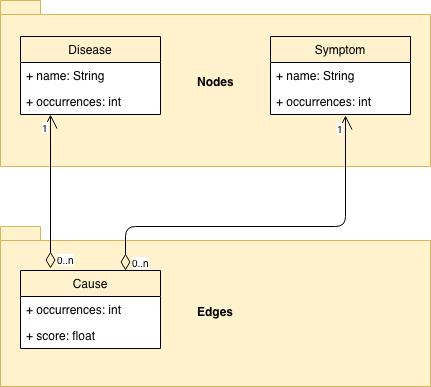 Disease
+ name: String
+ occurrences: int
Nodes
Symptom
+ name: String
+ occurrences: int
1
1
0..n
0..n
Cause
+ occurrences: int
+ score: float
Edges